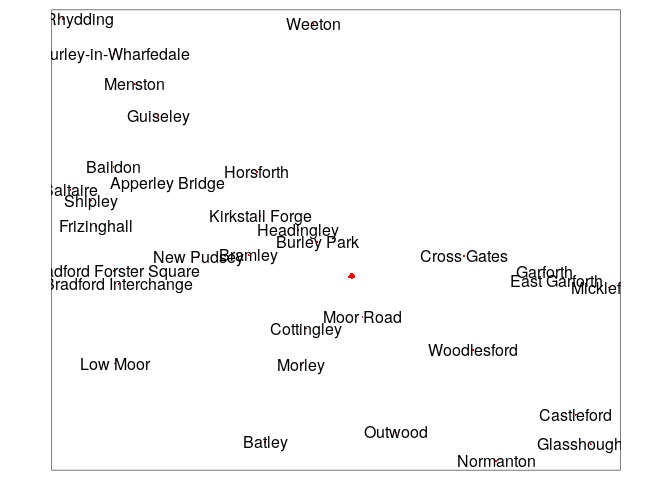 Rhydding
Weeton
urley-in-Wharfedale
Menston
Guiseley
Baildon
Horsforth
Apperley Bridge
Saltaire
Shipley
Kirkstall Forge
Frizinghall
Headingley
Burley Park
New Pudsey
Bramley
Cross Gates
adford Forster Square
Garforth
East Garforth
Bradford Interchange
Micklef
Moor Road
Cottingley
Woodlesford
Low Moor
Morley
Castleford
Outwood
Batley
Glasshough
Normanton